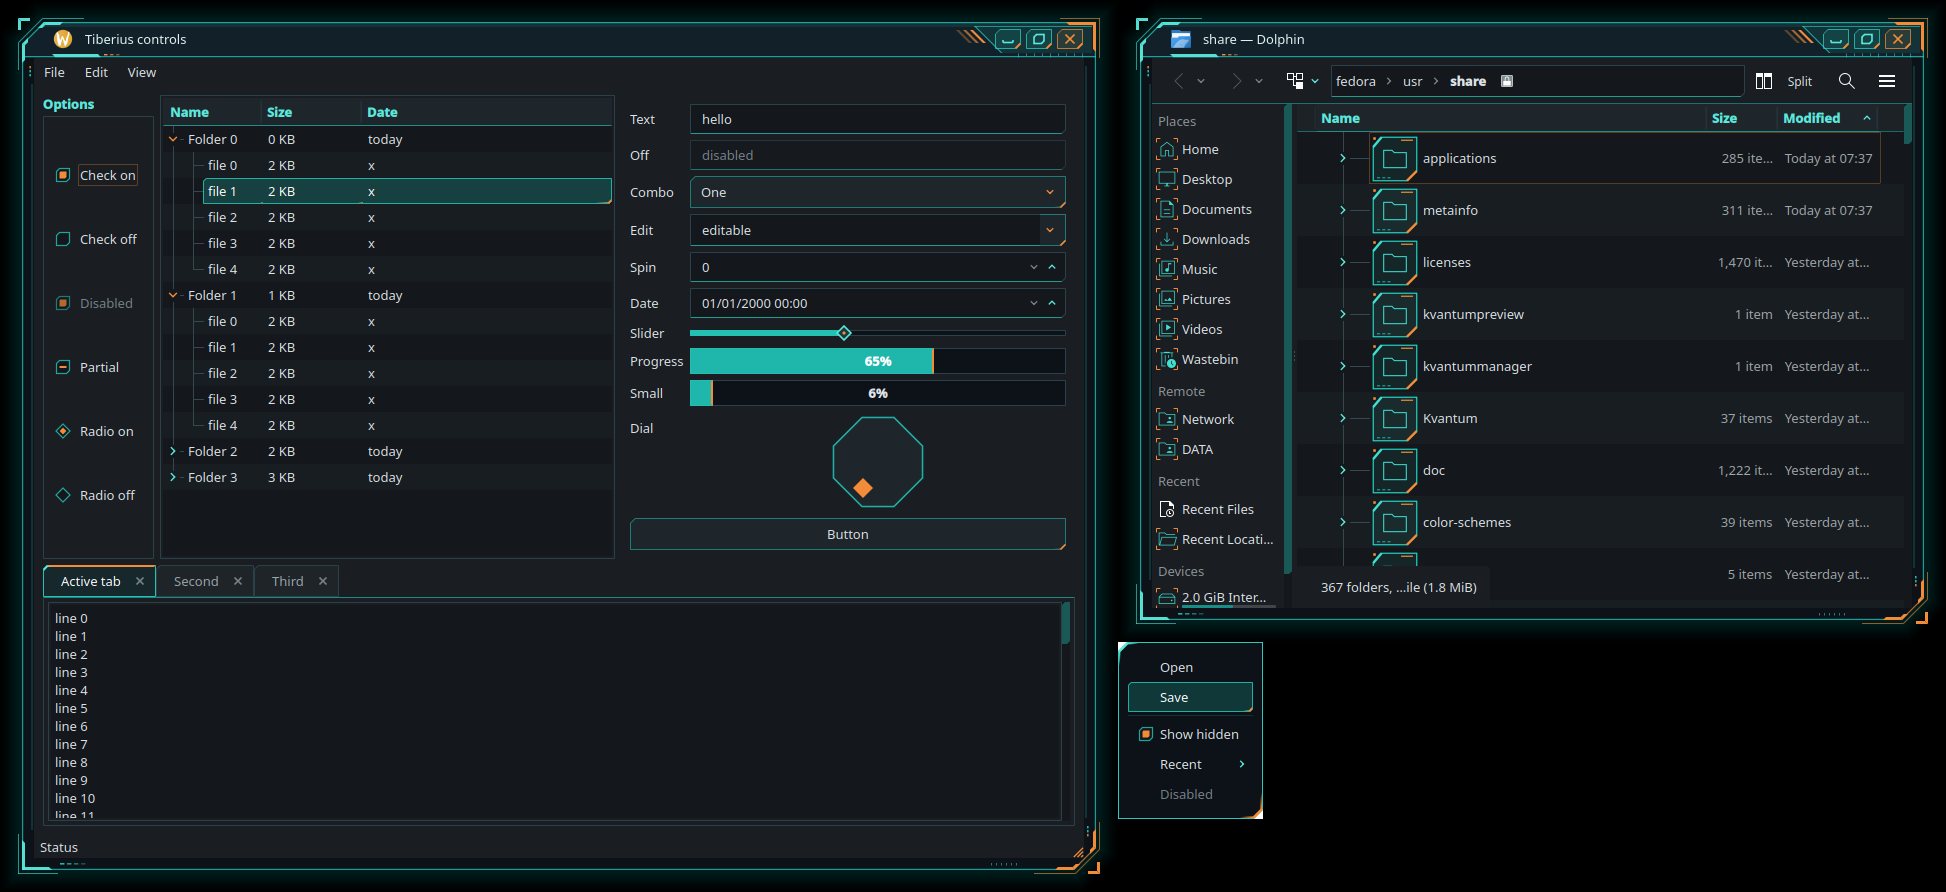 Tiberius controls
File Edit View
Options
Check on
Check off
Disabled
Partial
Radio on
Radio off
Name Size Date
Folder 0 0 KB today
file 0 2 KB x
file 1 2 KB x
file 2 2 KB x
file 3 2 KB x
file 4 2 KB x
Folder 1 1 KB today
file 0 2 KB x
file 1 2 KB x
file 2 2 KB x
file 3 2 KB x
file 4 2 KB x
Folder 2 2 KB today
Folder 3 3 KB today
Text hello
Off disabled
Combo One
Edit editable
Spin 0
Date 01/01/2000 00:00
Slider
Progress 65%
Small 6%
Dial
Button
Active tab Second Third
line 0
line 1
line 2
line 3
line 4
line 5
line 6
line 7
line 8
line 9
line 10
line 11
Status
share — Dolphin
fedora usr share Split
Places
Home
Desktop
Documents
Downloads
Music
Pictures
Videos
Wastebin
Remote
Network
DATA
Recent
Recent Files
Recent Locati...
Devices
2.0 GiB Inter...
Name Size Modified
applications 285 ite... Today at 07:37
metainfo 311 ite... Today at 07:37
licenses 1,470 it... Yesterday at...
kvantumpreview 1 item Yesterday at...
kvantummanager 1 item Yesterday at...
Kvantum 37 items Yesterday at...
doc 1,222 it... Yesterday at...
color-schemes 39 items Yesterday at...
5 items Yesterday at...
367 folders, ...ile (1.8 MiB)
Open
Save
Show hidden
Recent
Disabled